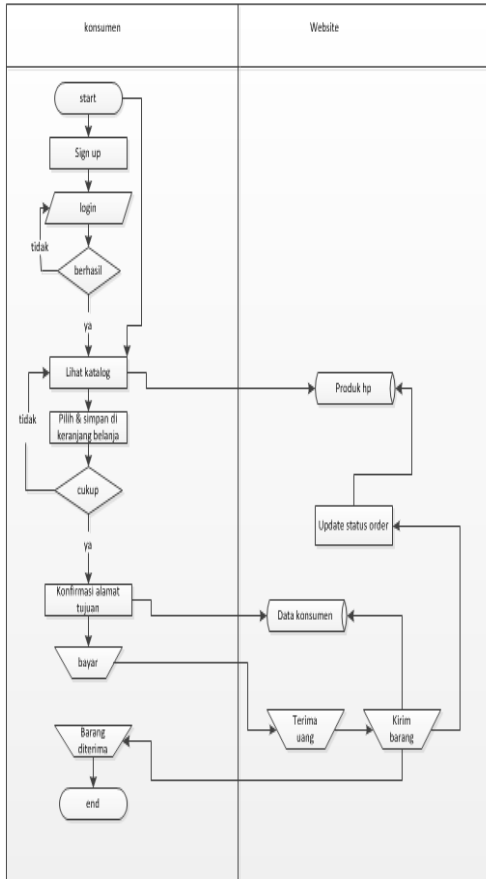 konsumen
Website
start
Sign up
login
tidak
berhasil
ya
Lihat katalog
Produk hp
Pilih & simpan di
keranjang belanja
tidak
cukup
Update status order
ya
Konfirmasi alamat
tujuan
Data konsumen
bayar
Terima
uang
Kirim
barang
Barang
diterima
end